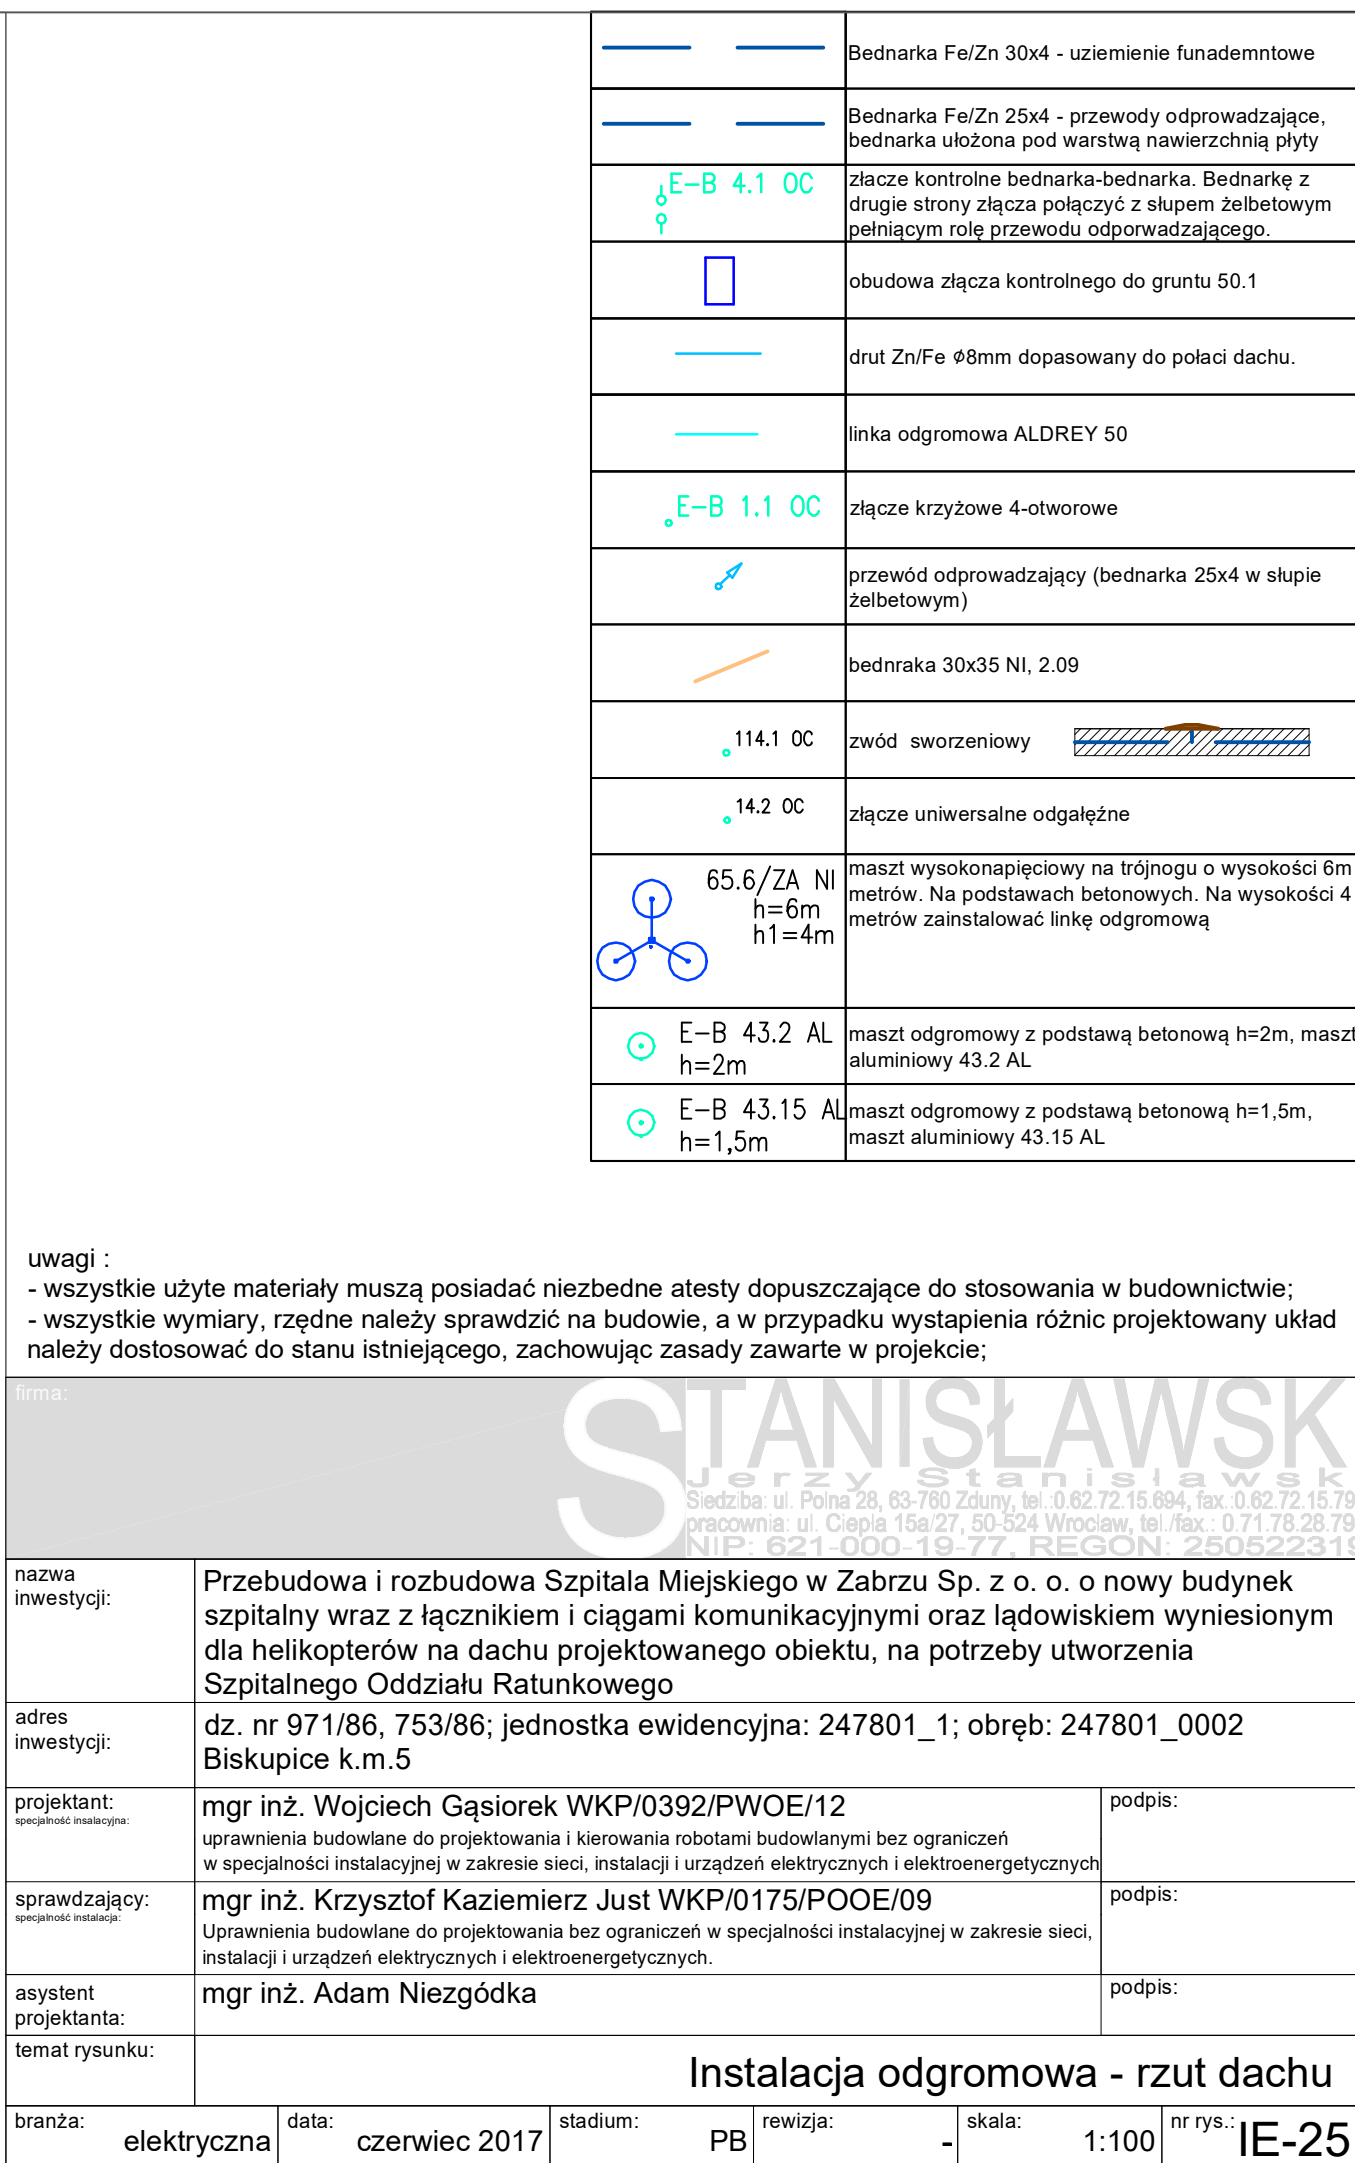 Bednarka Fe/Zn 30x4 - uziemienie funademntowe
Bednarka Fe/Zn 25x4 - przewody odprowadzające,
bednarka ułożona pod warstwą nawierzchnią płyty
E-B 4.1 OC
złacze kontrolne bednarka-bednarka. Bednarkę z
drugie strony złącza połączyć z słupem żelbetowym
pełniącym rolę przewodu odporwadzającego.
obudowa złącza kontrolnego do gruntu 50.1
drut Zn/Fe ⌀8mm dopasowany do połaci dachu.
linka odgromowa ALDREY 50
E-B 1.1 OC
złącze krzyżowe 4-otworowe
przewód odprowadzający (bednarka 25x4 w słupie
żelbetowym)
bednraka 30x35 NI, 2.09
114.1 OC
zwód sworzeniowy
14.2 OC
złącze uniwersalne odgałęźne
65.6/ZA NI
h=6m
h1=4m
maszt wysokonapięciowy na trójnogu o wysokości 6m
metrów. Na podstawach betonowych. Na wysokości 4
metrów zainstalować linkę odgromową
E-B 43.2 AL
h=2m
maszt odgromowy z podstawą betonową h=2m, maszt
aluminiowy 43.2 AL
E-B 43.15 AL
h=1,5m
maszt odgromowy z podstawą betonową h=1,5m,
maszt aluminiowy 43.15 AL
uwagi :
- wszystkie użyte materiały muszą posiadać niezbedne atesty dopuszczające do stosowania w budownictwie;
- wszystkie wymiary, rzędne należy sprawdzić na budowie, a w przypadku wystapienia różnic projektowany układ
należy dostosować do stanu istniejącego, zachowując zasady zawarte w projekcie;
firma:
STANISŁAWSK
Jerzy Stanisławsk
Siedziba: ul. Polna 28, 63-760 Zduny, tel.:0.62.72.15.694, fax.:0.62.72.15.79
pracownia: ul. Ciepła 15a/27, 50-524 Wrocław, tel./fax.: 0.71.78.28.79
NIP: 621-000-19-77, REGON: 250522319
nazwa
inwestycji:
Przebudowa i rozbudowa Szpitala Miejskiego w Zabrzu Sp. z o. o. o nowy budynek
szpitalny wraz z łącznikiem i ciągami komunikacyjnymi oraz lądowiskiem wyniesionym
dla helikopterów na dachu projektowanego obiektu, na potrzeby utworzenia
Szpitalnego Oddziału Ratunkowego
adres
inwestycji:
dz. nr 971/86, 753/86; jednostka ewidencyjna: 247801_1; obręb: 247801_0002
Biskupice k.m.5
projektant:
specjalność insalacyjna:
mgr inż. Wojciech Gąsiorek WKP/0392/PWOE/12
uprawnienia budowlane do projektowania i kierowania robotami budowlanymi bez ograniczeń
w specjalności instalacyjnej w zakresie sieci, instalacji i urządzeń elektrycznych i elektroenergetycznych
podpis:
sprawdzający:
specjalność instalacja:
mgr inż. Krzysztof Kaziemierz Just WKP/0175/POOE/09
Uprawnienia budowlane do projektowania bez ograniczeń w specjalności instalacyjnej w zakresie sieci,
instalacji i urządzeń elektrycznych i elektroenergetycznych.
podpis:
asystent
projektanta:
mgr inż. Adam Niezgódka
podpis:
temat rysunku:
Instalacja odgromowa - rzut dachu
branża: elektryczna data: czerwiec 2017 stadium: PB rewizja: - skala: 1:100 nr rys.: IE-25